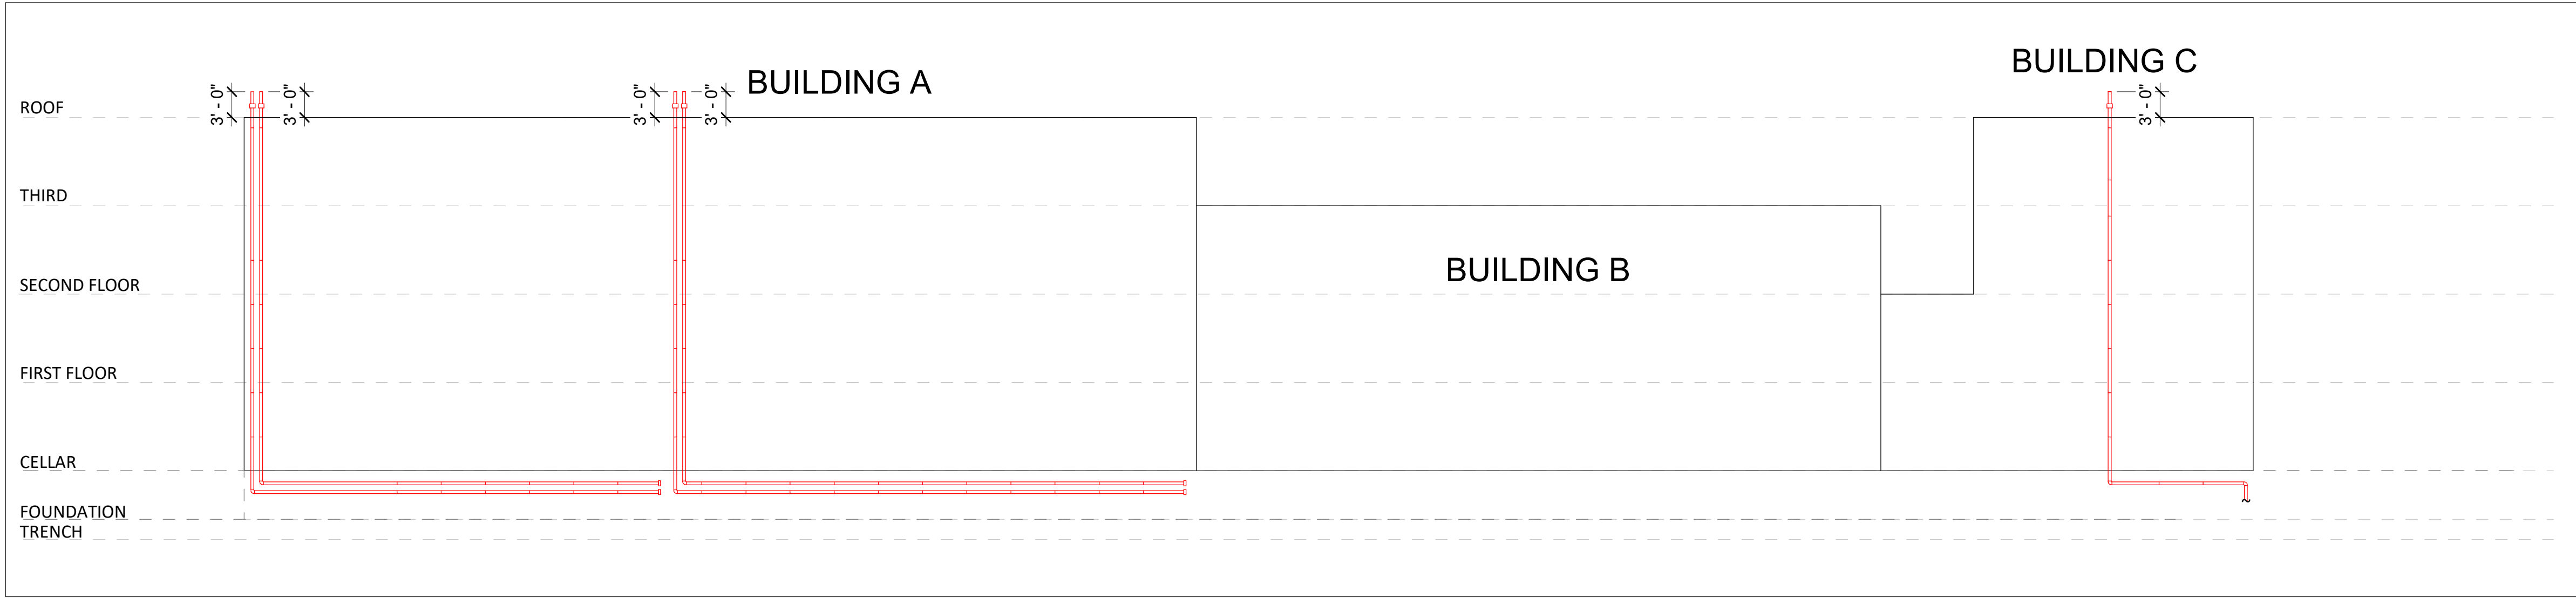 BUILDING A
BUILDING C
3' - 0"
3' - 0"
3' - 0"
3' - 0"
3' - 0"
ROOF
THIRD
BUILDING B
SECOND FLOOR
FIRST FLOOR
CELLAR
FOUNDATION
TRENCH